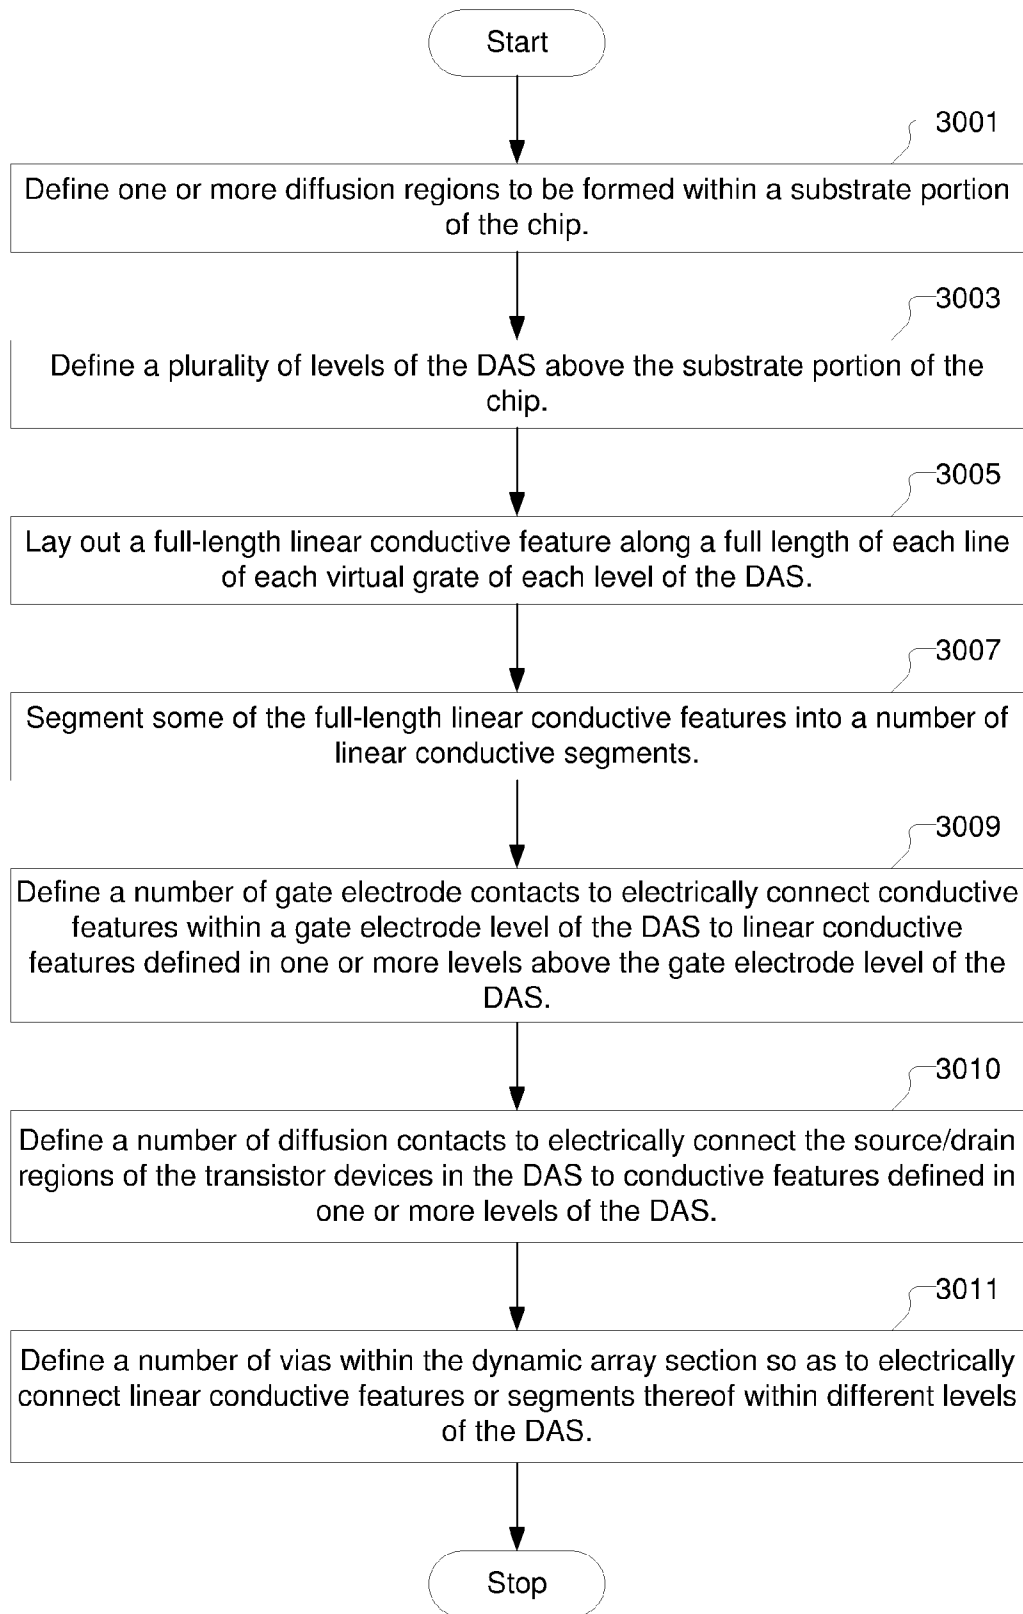 Start
3001
Define one or more diffusion regions to be formed within a substrate portion
of the chip.
3003
Define a plurality of levels of the DAS above the substrate portion of the
chip.
3005
Lay out a full-length linear conductive feature along a full length of each line
of each virtual grate of each level of the DAS.
3007
Segment some of the full-length linear conductive features into a number of
linear conductive segments.
3009
Define a number of gate electrode contacts to electrically connect conductive
features within a gate electrode level of the DAS to linear conductive
features defined in one or more levels above the gate electrode level of the
DAS.
3010
Define a number of diffusion contacts to electrically connect the source/drain
regions of the transistor devices in the DAS to conductive features defined in
one or more levels of the DAS.
3011
Define a number of vias within the dynamic array section so as to electrically
connect linear conductive features or segments thereof within different levels
of the DAS.
Stop